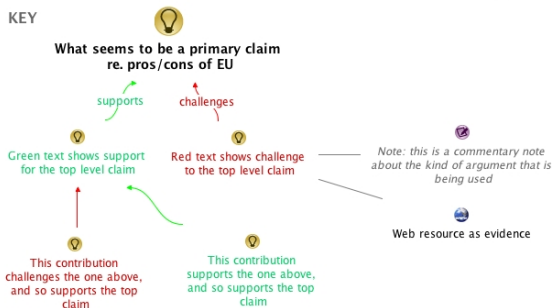 KEY
What seems to be a primary claim
re. pros/cons of EU
supports
challenges
Green text shows support
for the top level claim
Red text shows challenge
to the top level claim
Note: this is a commentary note
about the kind of argument that is
being used
Web resource as evidence
This contribution
challenges the one above,
and so supports the top
claim
This contribution
supports the one above,
and so supports the top
claim